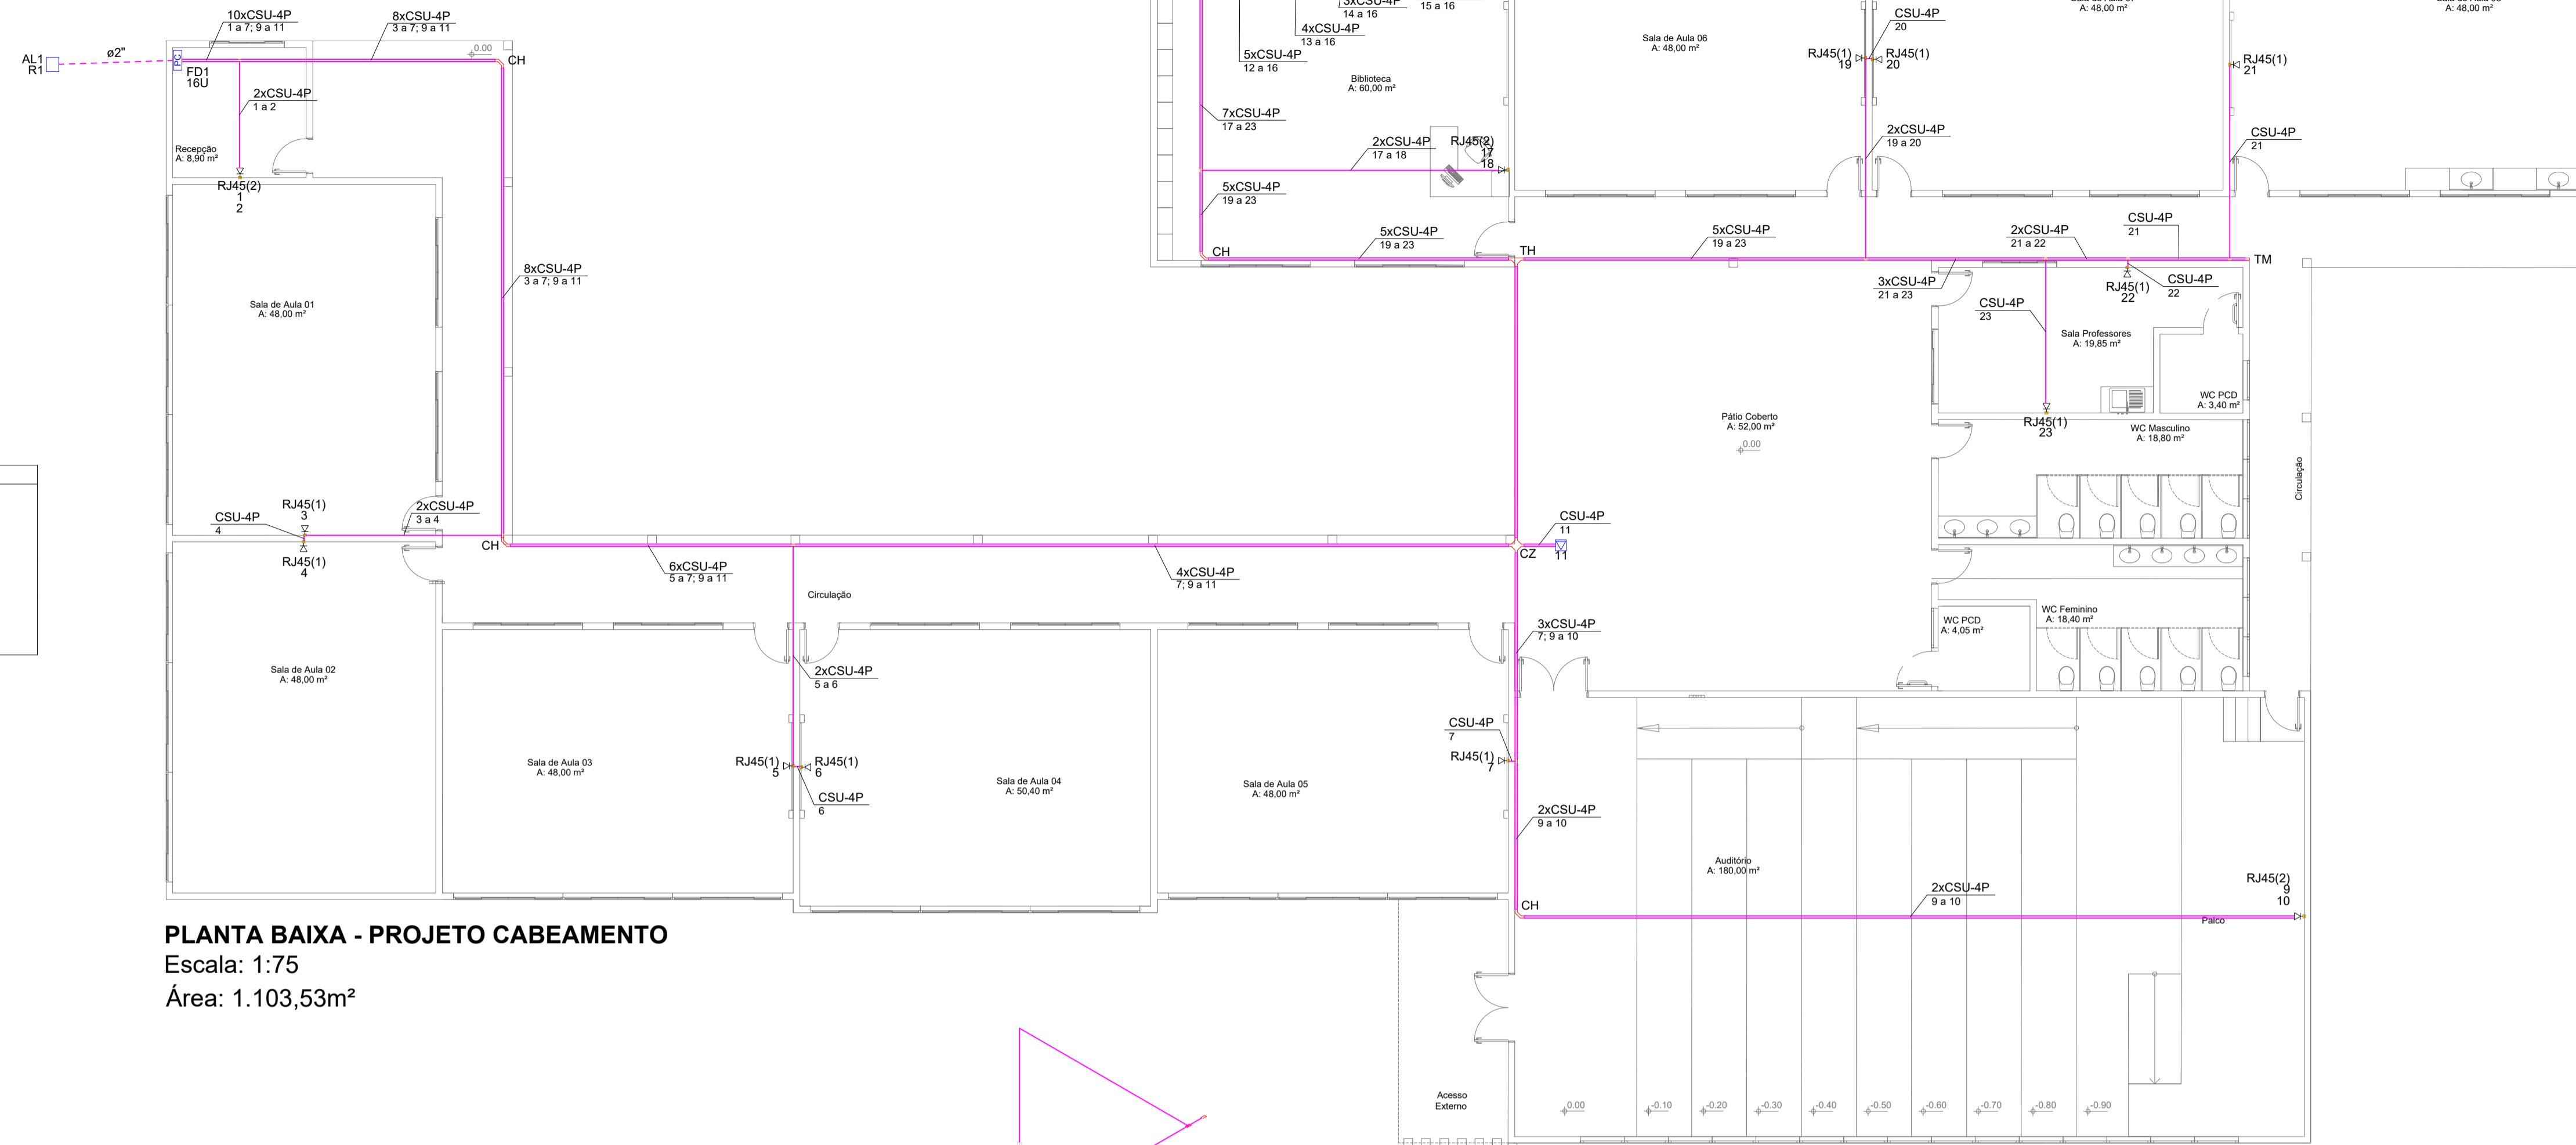 10xCSU-4P
1 a 7; 9 a 11
8xCSU-4P
3 a 7; 9 a 11
0.00
CH
AL1
R1
ø2"
PC
FD1
16U
2xCSU-4P
1 a 2
Recepção
A: 8,90 m²
RJ45(2)
1
2
8xCSU-4P
3 a 7; 9 a 11
Sala de Aula 01
A: 48,00 m²
RJ45(1)
3
CSU-4P
4
2xCSU-4P
3 a 4
RJ45(1)
4
CH
6xCSU-4P
5 a 7; 9 a 11
4xCSU-4P
7; 9 a 11
Circulação
Sala de Aula 02
A: 48,00 m²
2xCSU-4P
5 a 6
Sala de Aula 03
A: 48,00 m²
RJ45(1)
5
RJ45(1)
6
CSU-4P
6
Sala de Aula 04
A: 50,40 m²
Sala de Aula 05
A: 48,00 m²
CSU-4P
7
RJ45(1)
7
3xCSU-4P
14 a 16
15 a 16
4xCSU-4P
13 a 16
5xCSU-4P
12 a 16
Biblioteca
A: 60,00 m²
7xCSU-4P
17 a 23
2xCSU-4P
17 a 18
RJ45(2)
17
18
5xCSU-4P
19 a 23
CH
5xCSU-4P
19 a 23
TH
5xCSU-4P
19 a 23
Sala de Aula 06
A: 48,00 m²
CSU-4P
20
RJ45(1)
19
RJ45(1)
20
2xCSU-4P
19 a 20
A: 48,00 m²
RJ45(1)
21
CSU-4P
21
A: 48,00 m²
2xCSU-4P
21 a 22
CSU-4P
21
TM
3xCSU-4P
21 a 23
RJ45(1)
22
CSU-4P
22
CSU-4P
23
Sala Professores
A: 19,85 m²
RJ45(1)
23
WC PCD
A: 3,40 m²
WC Masculino
A: 18,80 m²
Circulação
Pátio Coberto
A: 52,00 m²
0.00
CSU-4P
11
11
CZ
WC PCD
A: 4,05 m²
WC Feminino
A: 18,40 m²
3xCSU-4P
7; 9 a 10
2xCSU-4P
9 a 10
Auditório
A: 180,00 m²
2xCSU-4P
9 a 10
CH
RJ45(2)
9
10
Palco
Acesso
Externo
0.00
-0.10
-0.20
-0.30
-0.40
-0.50
-0.60
-0.70
-0.80
-0.90
PLANTA BAIXA - PROJETO CABEAMENTO
Escala: 1:75
Área: 1.103,53m²